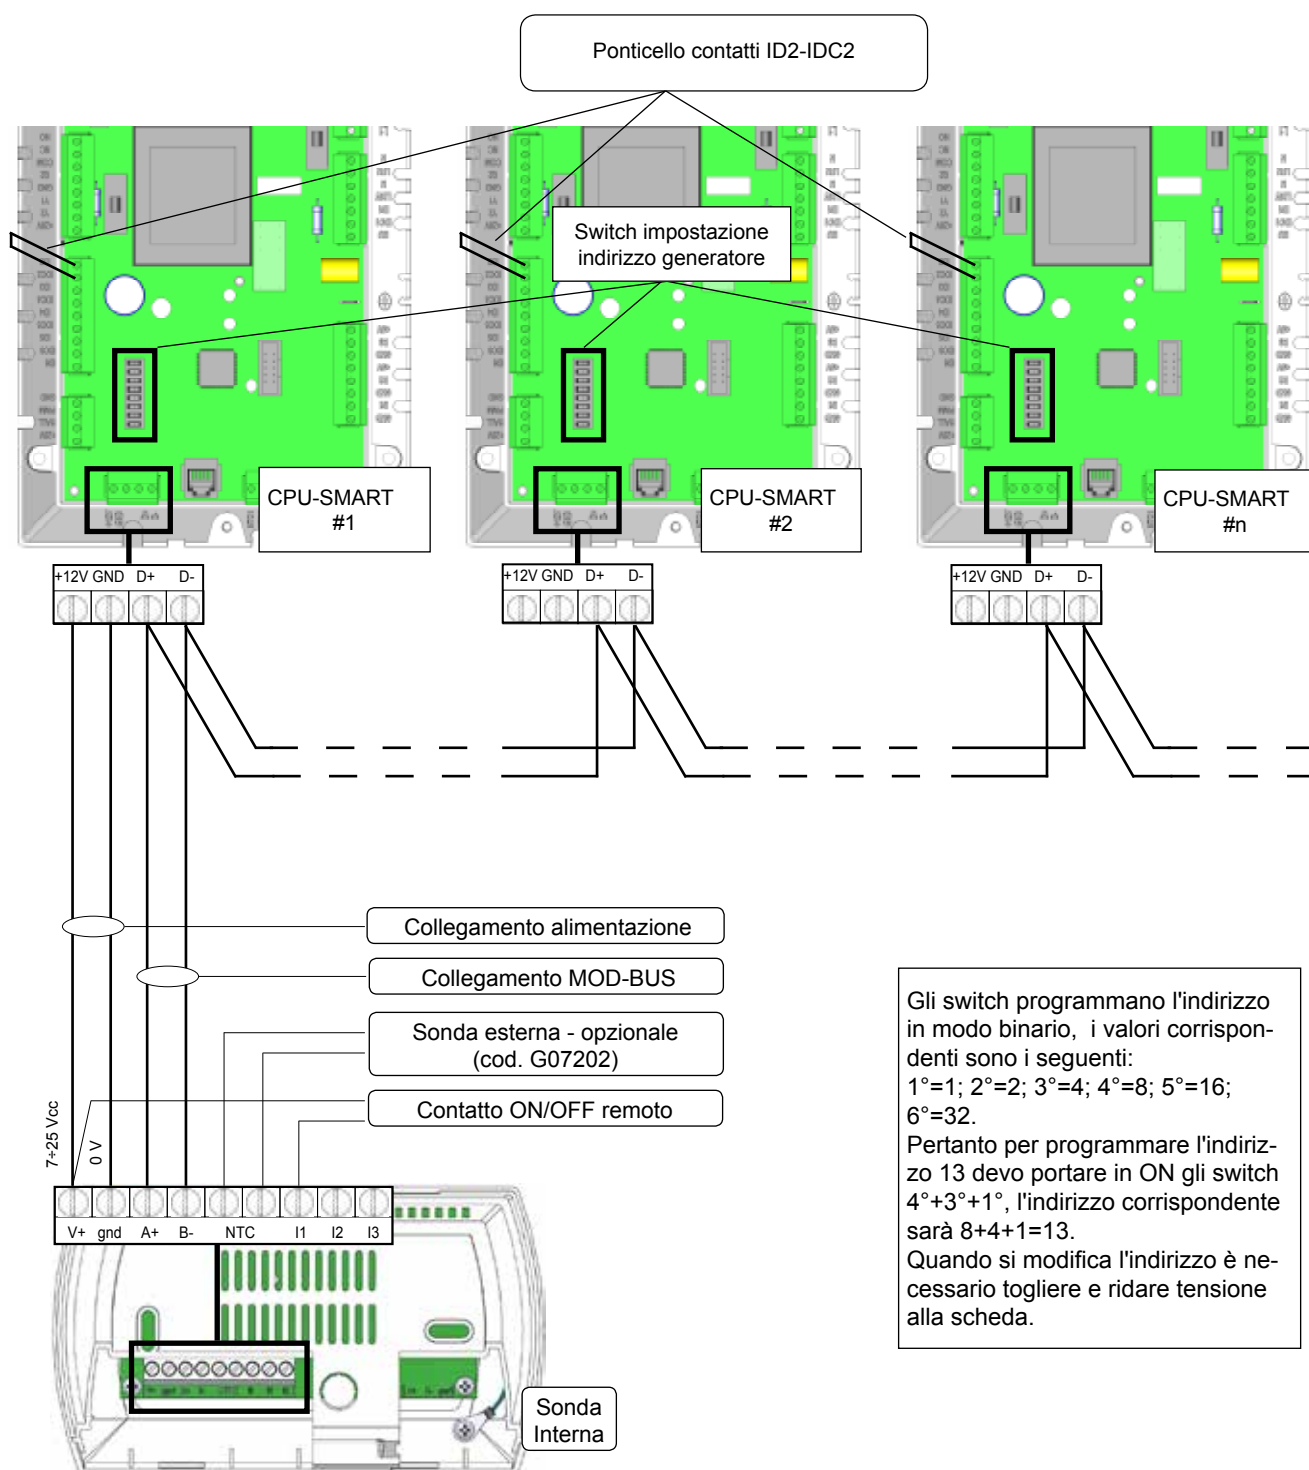 Ponticello contatti ID2-IDC2
Switch impostazione
indirizzo generatore
CPU-SMART
#1
CPU-SMART
#2
CPU-SMART
#n
+12V GND D+ D-
+12V GND D+ D-
+12V GND D+ D-
Collegamento alimentazione
Collegamento MOD-BUS
Sonda esterna - opzionale
(cod. G07202)
Contatto ON/OFF remoto
7÷25 Vcc
0 V
V+ gnd A+ B- NTC I1 I2 I3
Sonda
Interna
Gli switch programmano l'indirizzo
in modo binario, i valori corrispon-
denti sono i seguenti:
1°=1; 2°=2; 3°=4; 4°=8; 5°=16;
6°=32.
Pertanto per programmare l'indiriz-
zo 13 devo portare in ON gli switch
4°+3°+1°, l'indirizzo corrispondente
sarà 8+4+1=13.
Quando si modifica l'indirizzo è ne-
cessario togliere e ridare tensione
alla scheda.